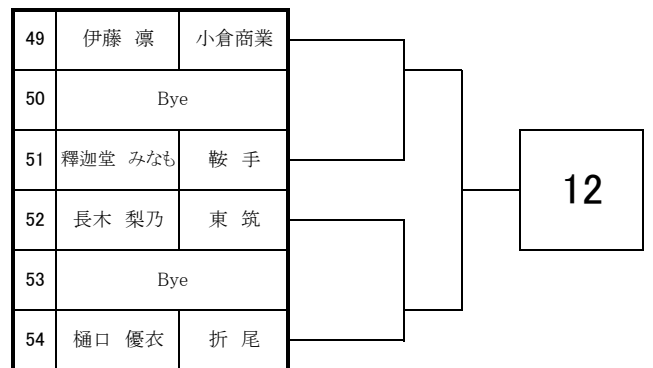 49 伊藤 凛 小倉商業
50 Bye
51 釋迦堂 みなも 鞍 手
52 長木 梨乃 東 筑
53 Bye
54 樋口 優衣 折 尾
12